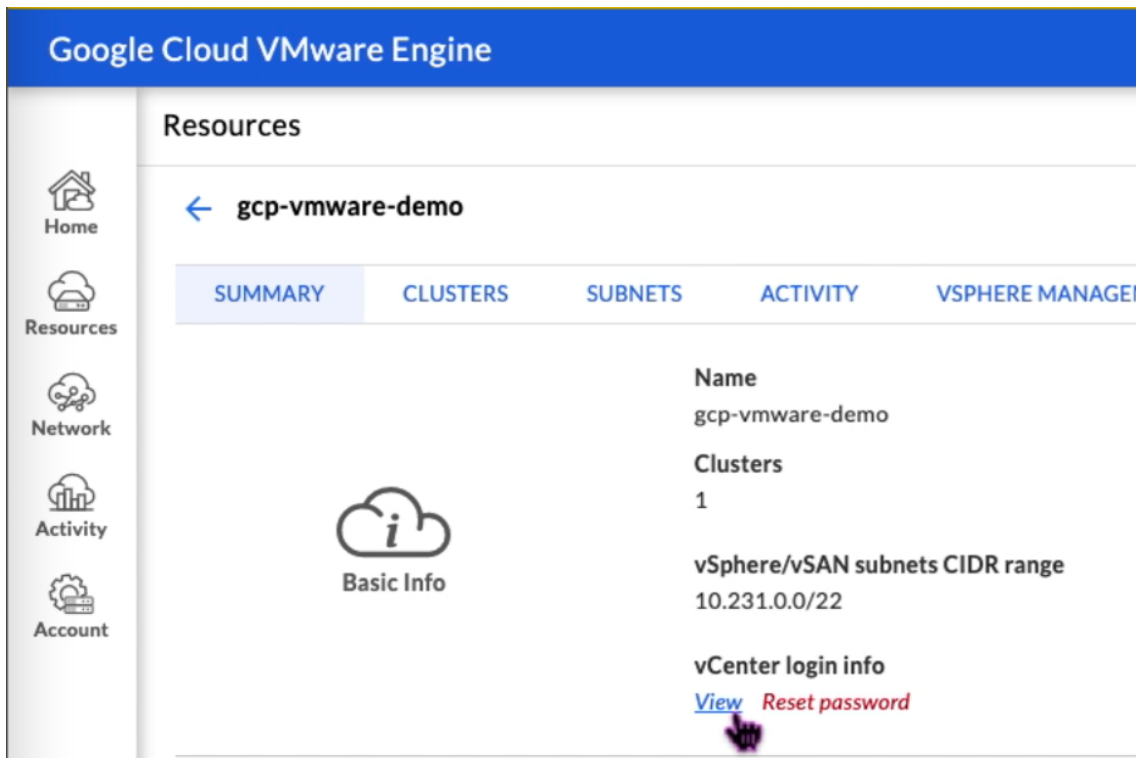 Google Cloud VMware Engine
Resources
Home
Resources
Network
Activity
Account
gcp-vmware-demo
SUMMARY CLUSTERS SUBNETS ACTIVITY VSPHERE MANAGEM
Name
gcp-vmware-demo
Clusters
1
vSphere/vSAN subnets CIDR range
10.231.0.0/22
vCenter login info
View Reset password
Basic Info